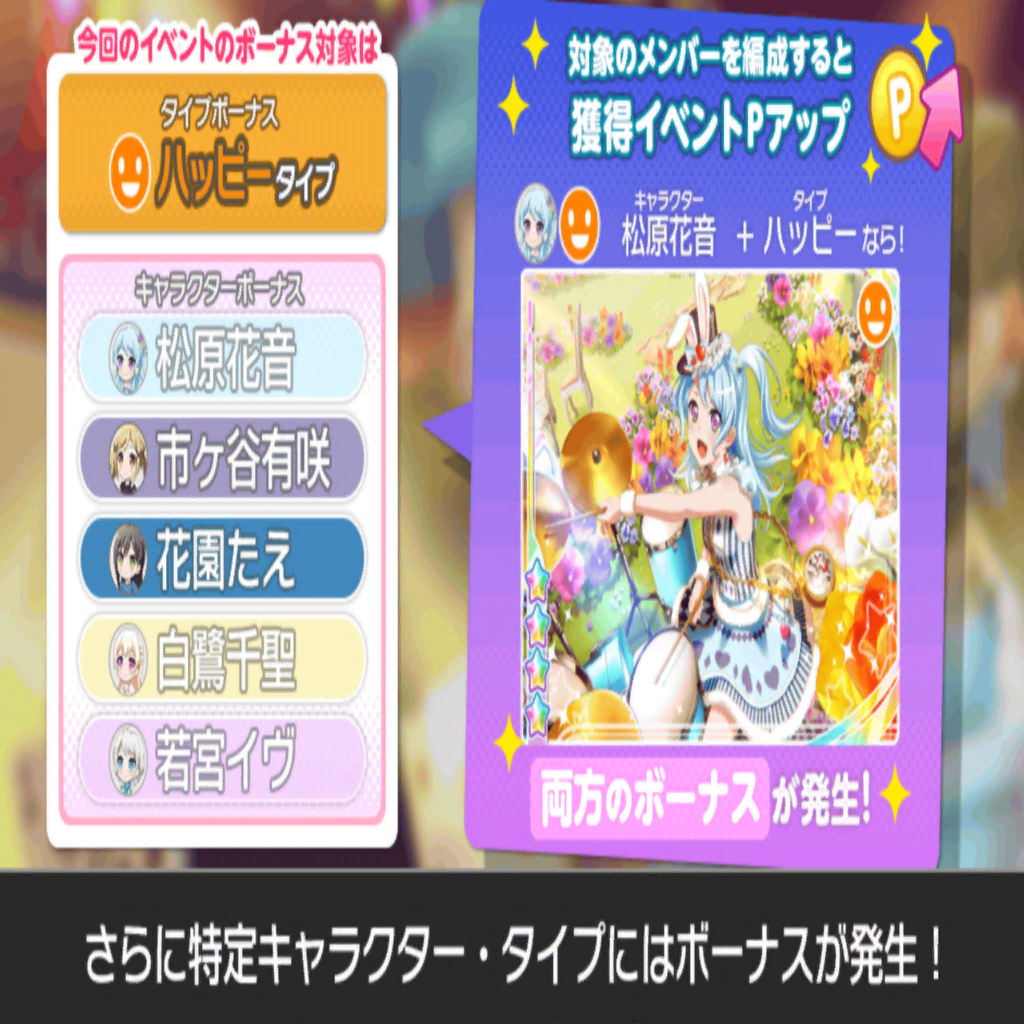 今回のイベントのボーナス対象は
タイプボーナス
ハッピータイプ
キャラクターボーナス
松原花音
市ケ谷有咲
花園たえ
白鷺千聖
若宮イヴ
対象のメンバーを編成すると
獲得イベントPアップ
P
キャラクター タイプ
松原花音 + ハッピーなら!
両方のボーナスが発生!
さらに特定キャラクター・タイプにはボーナスが発生!